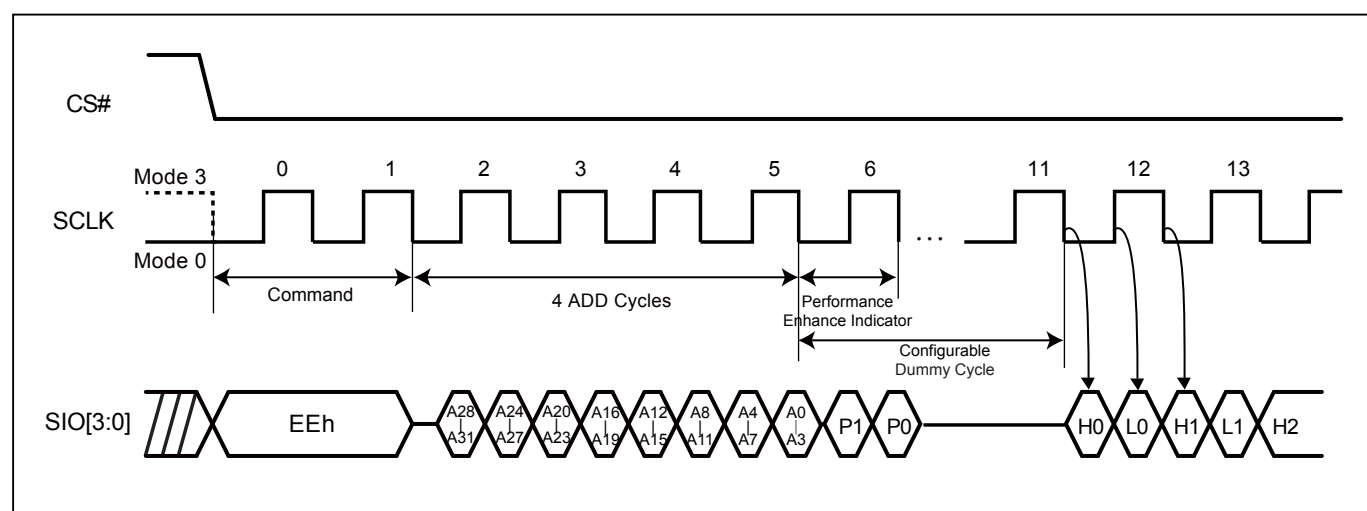 CS#
0 1 2 3 4 5 6 11 12 13
Mode 3
SCLK
Mode 0
...
Command
4 ADD Cycles
Performance
Enhance Indicator
Configurable
Dummy Cycle
SIO[3:0]
EEh
A28 | A31
A24 | A27
A20 | A23
A16 | A19
A12 | A15
A8 | A11
A4 | A7
A0 | A3
P1 P0 H0 L0 H1 L1 H2